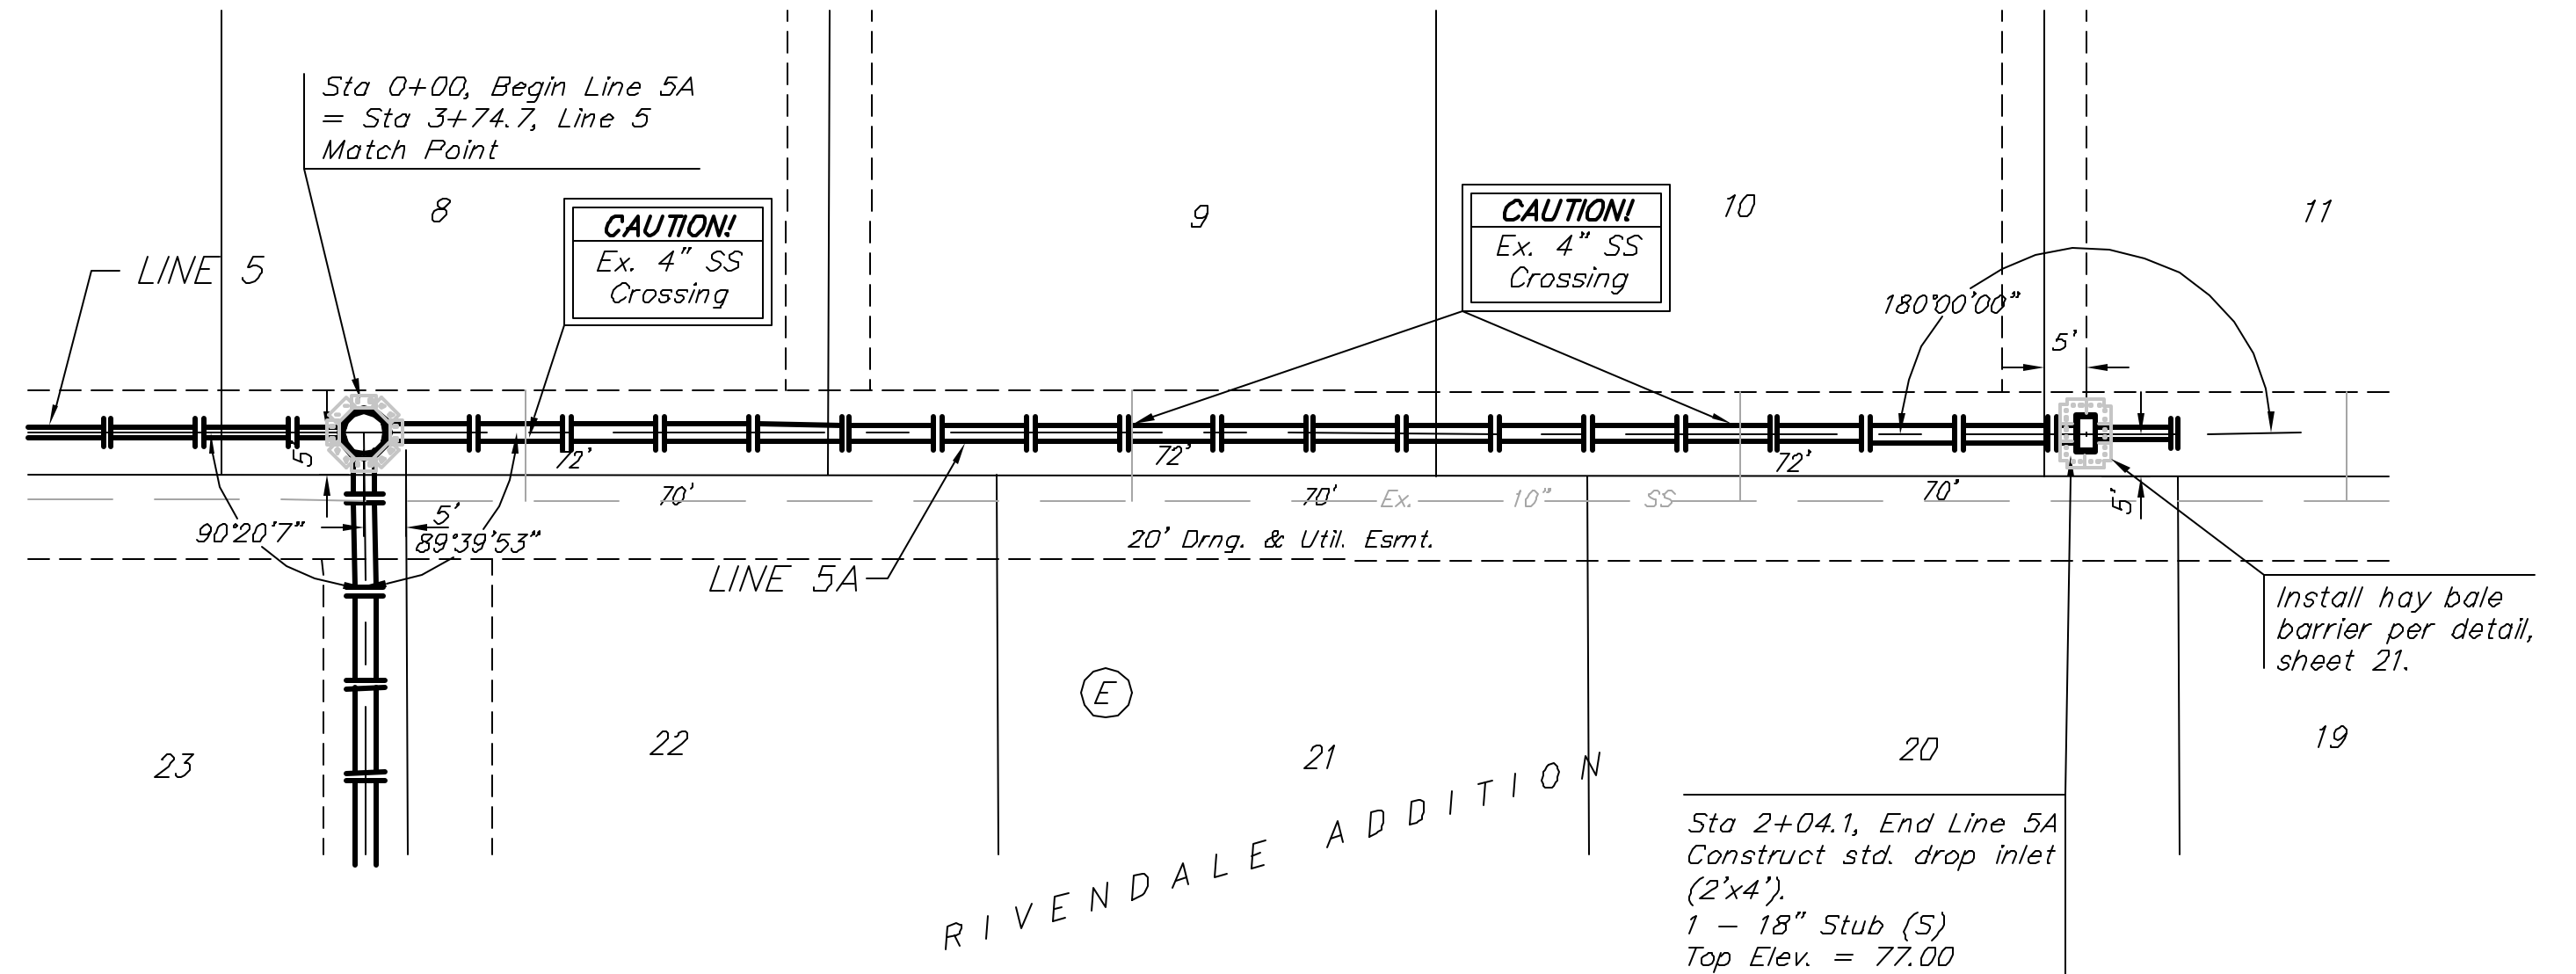 Sta 0+00, Begin Line 5A
= Sta 3+74.7, Line 5
Match Point
8
9
10
11
CAUTION!
Ex. 4" SS
Crossing
CAUTION!
Ex. 4" SS
Crossing
LINE 5
180°00'00"
5'
5'
72'
72'
72'
70'
70'
Ex. 10" SS
70'
5'
5'
90°20'7"
89°39'53"
20' Drng. & Util. Esmt.
LINE 5A
Install hay bale
barrier per detail,
sheet 21.
E
23
22
21
20
19
RIVENDALE ADDITION
Sta 2+04.1, End Line 5A
Construct std. drop inlet
(2'x4').
1 – 18" Stub (S)
Top Elev. = 77.00